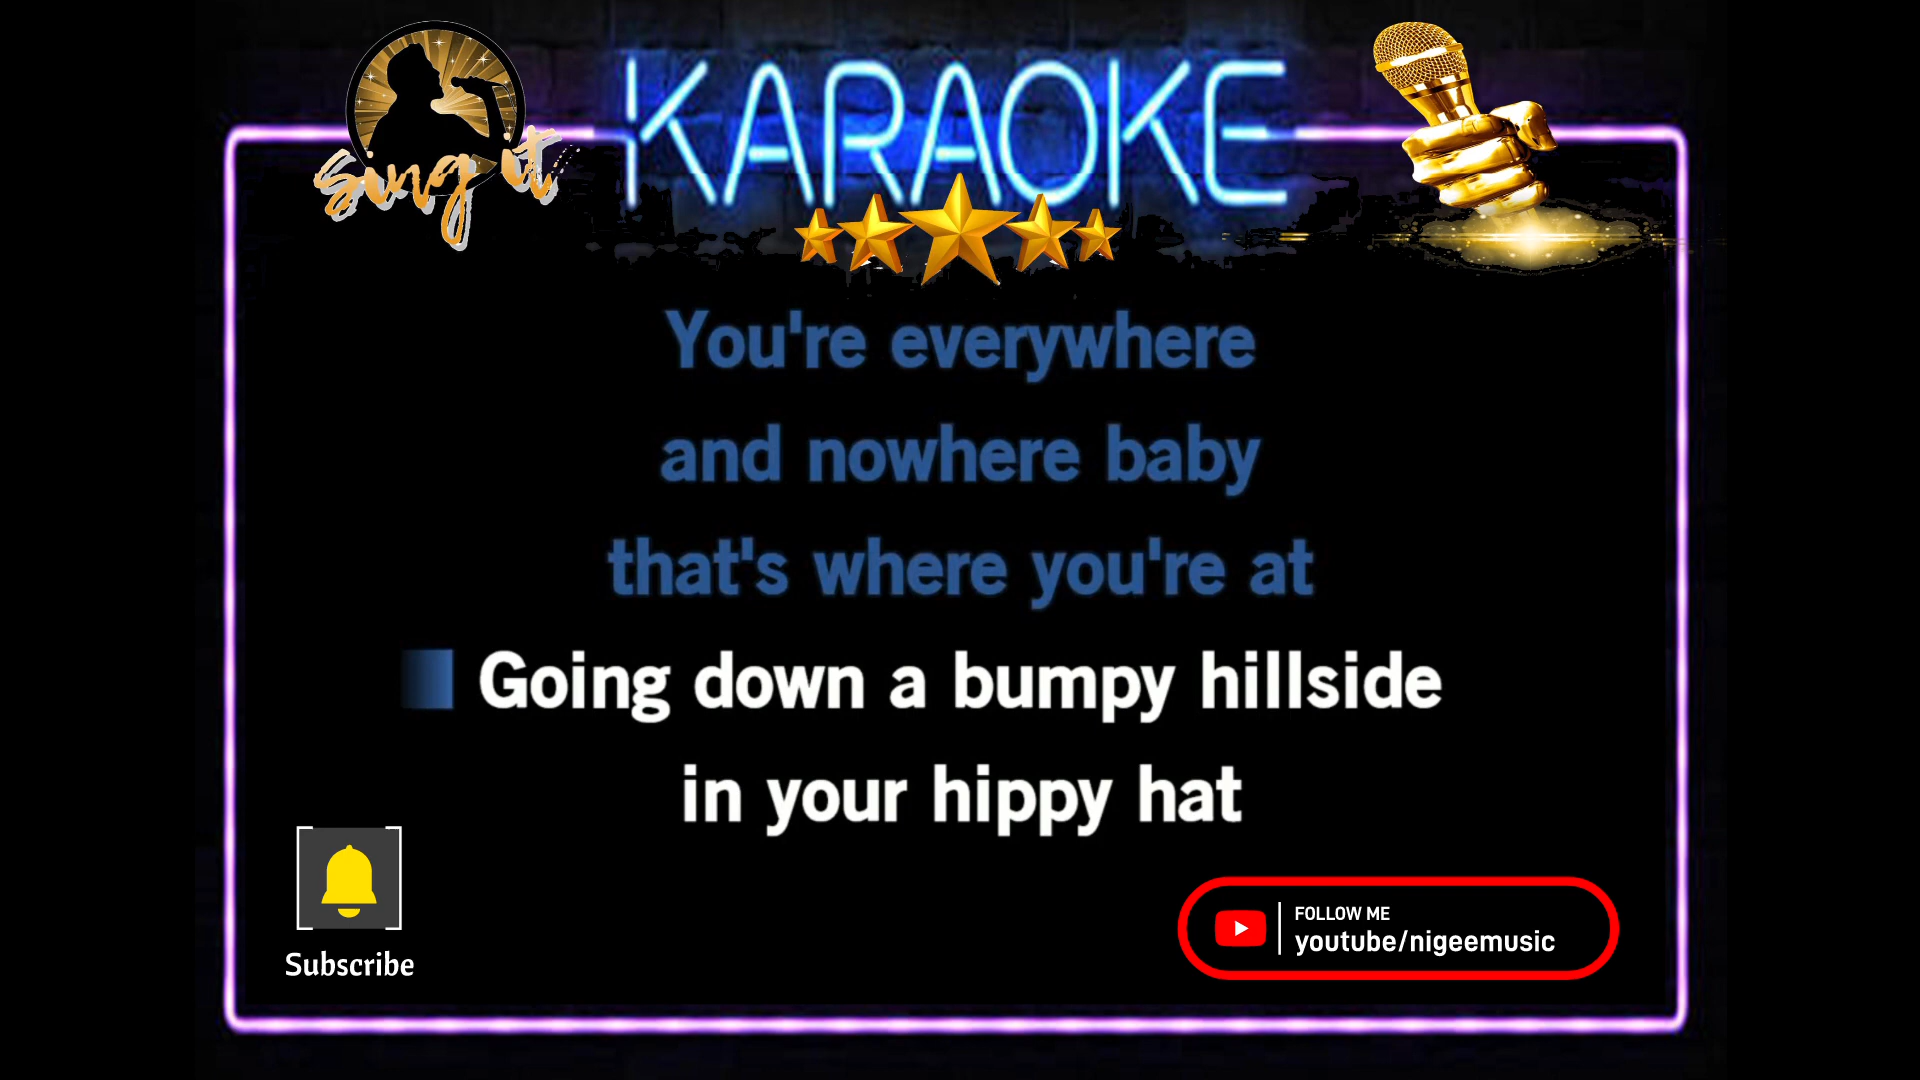 KARAOKE
sing it
You're everywhere
and nowhere baby
that's where you're at
Going down a bumpy hillside
in your hippy hat
Subscribe
FOLLOW ME
youtube/nigeemusic